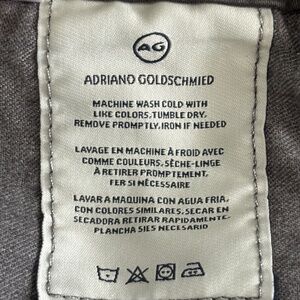 AG
ADRIANO GOLDSCHMIED
MACHINE WASH COLD WITH
LIKE COLORS, TUMBLE DRY,
REMOVE PROMPTLY, IRON IF NEEDED
LAVAGE EN MACHINE À FROID AVEC
COMME COULEURS, SÈCHE-LINGE
À RETIRER PROMPTEMENT,
FER SI NÉCESSAIRE
LAVAR A MAQUINA CON AGUA FRIA,
CON COLORES SIMILARES, SECAR EN
SECADORA RETIRAR RAPIDAMENTE,
PLANCHA SIES NECESARIO